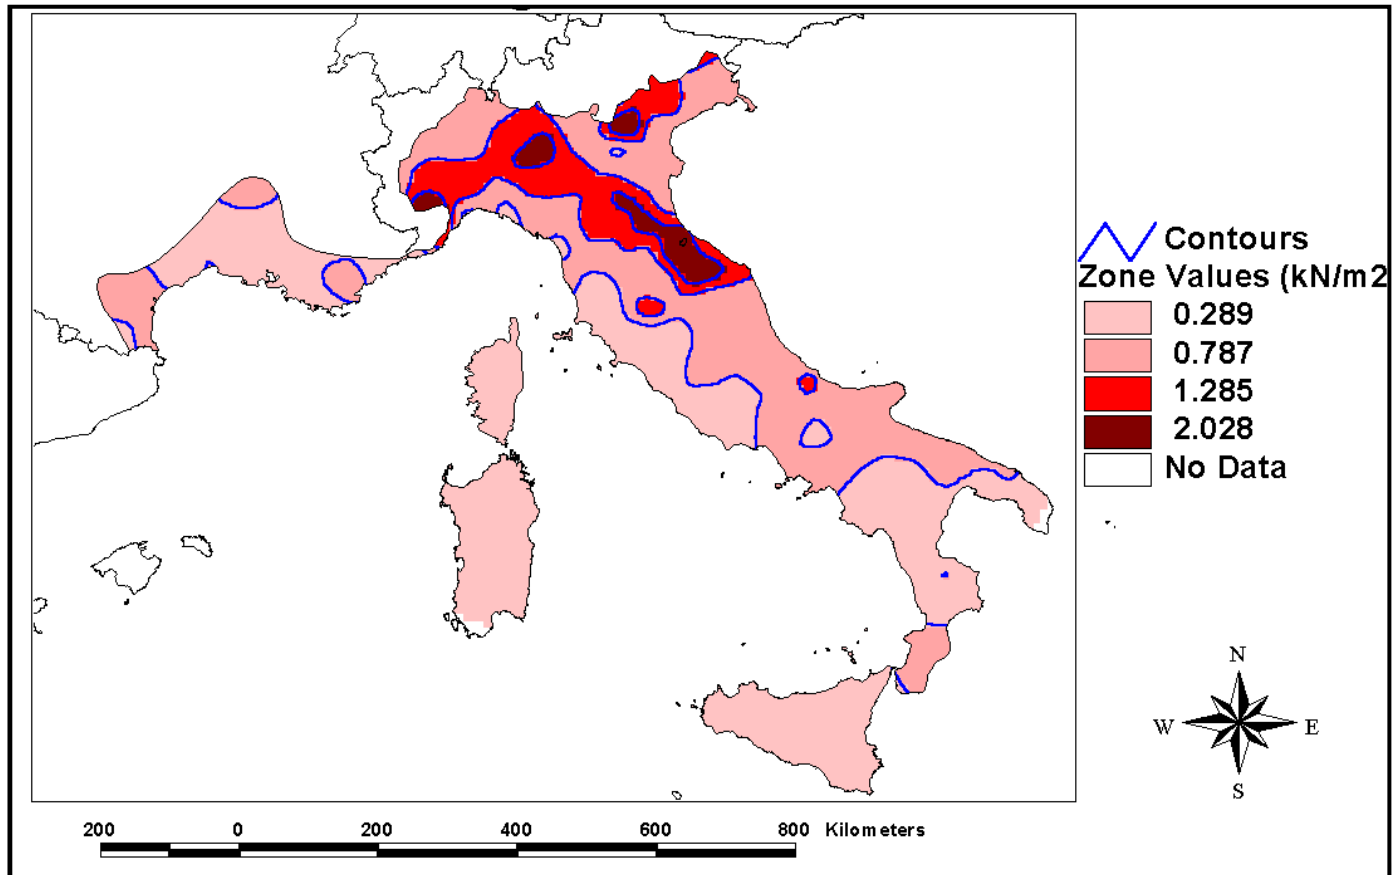 Contours
Zone Values (kN/m2
0.289
0.787
1.285
2.028
No Data
N
W E
S
200 0 200 400 600 800 Kilometers